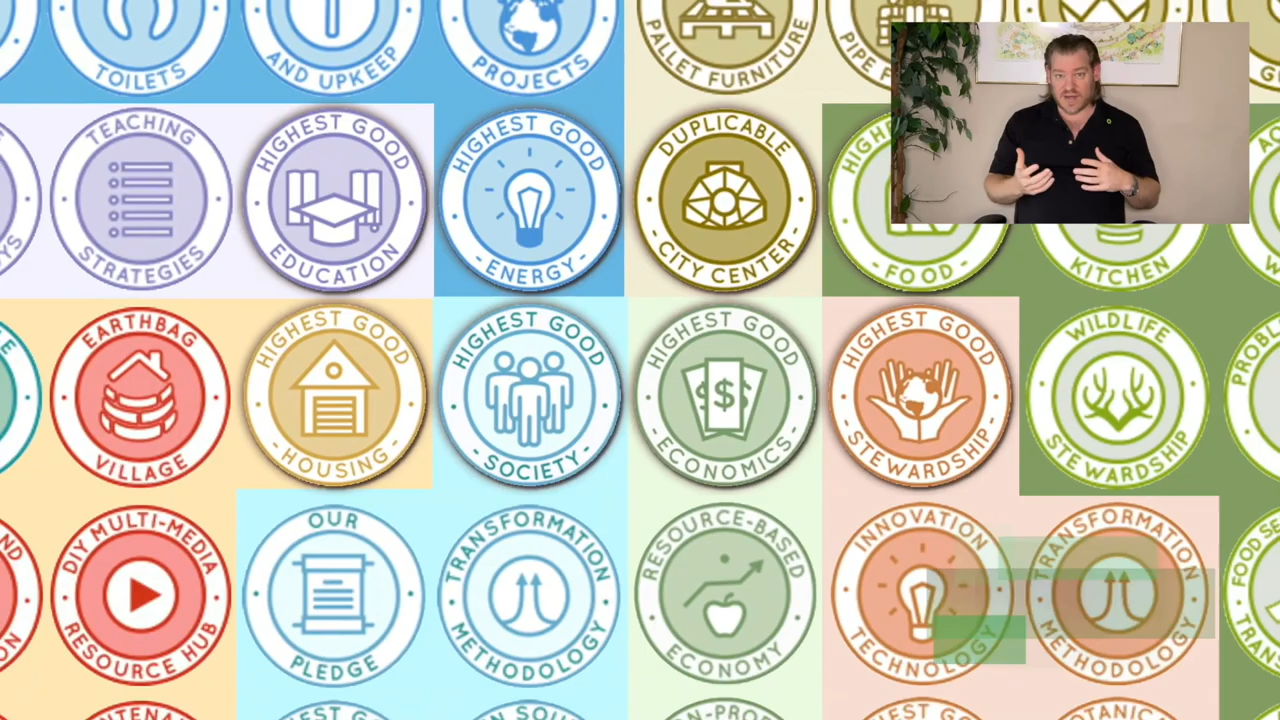 TOILETS
AND UPKEEP
PROJECTS
PALLET FURNITURE
PIPE
TEACHING
STRATEGIES
HIGHEST GOOD
EDUCATION
HIGHEST GOOD
- ENERGY -
DUPLICABLE
- CITY CENTER -
- FOOD -
KITCHEN
EARTHBAG
VILLAGE
HIGHEST GOOD
- HOUSING -
HIGHEST GOOD
- SOCIETY -
HIGHEST GOOD
$ $ $
- ECONOMICS -
HIGHEST GOOD
- STEWARDSHIP -
WILDLIFE
STEWARDSHIP
DIY MULTI-MEDIA
RESOURCE HUB
OUR
PLEDGE
TRANSFORMATION
METHODOLOGY
RESOURCE-BASED
ECONOMY
INNOVATION
TECHNOLOGY
TRANSFORMATION
METHODOLOGY